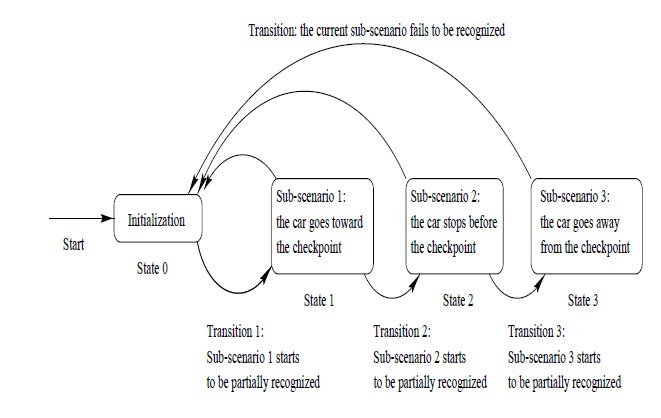 Transition: the current sub-scenario fails to be recognized
Sub-scenario 1:
the car goes toward
the checkpoint
Sub-scenario 2:
the car stops before
the checkpoint
Sub-scenario 3:
the car goes away
from the checkpoint
Initialization
Start
State 0
State 1
State 2
State 3
Transition 1:
Sub-scenario 1 starts
to be partially recognized
Transition 2:
Sub-scenario 2 starts
to be partially recognized
Transition 3:
Sub-scenario 3 starts
to be partially recognized